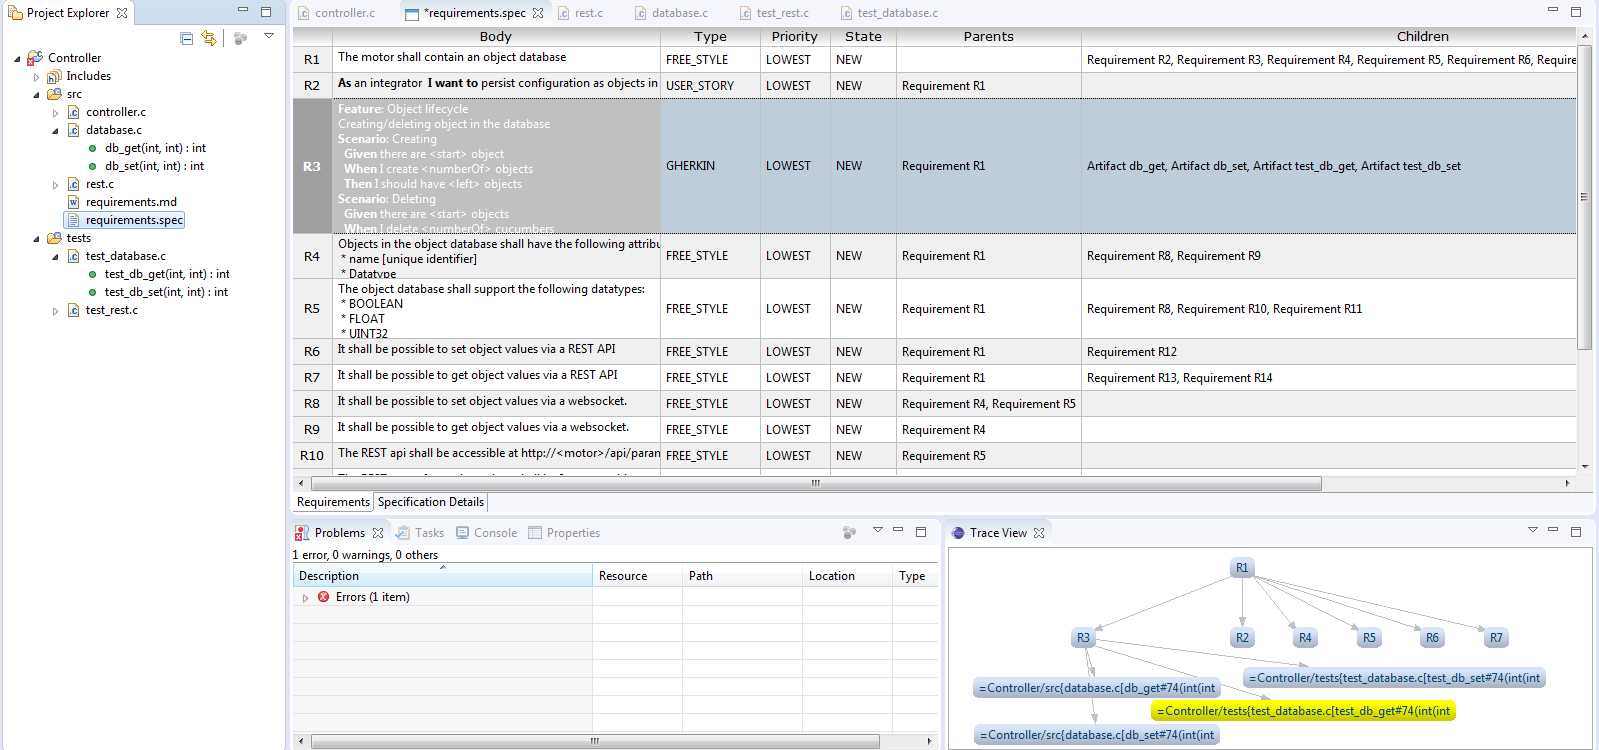 Project Explorer
Controller
Includes
src
controller.c
database.c
db_get(int, int) : int
db_set(int, int) : int
rest.c
requirements.md
requirements.spec
tests
test_database.c
test_db_get(int, int) : int
test_db_set(int, int) : int
test_rest.c
controller.c *requirements.spec rest.c database.c test_rest.c test_database.c
Body Type Priority State Parents Children
R1 The motor shall contain an object database FREE_STYLE LOWEST NEW Requirement R2, Requirement R3, Requirement R4, Requirement R5, Requirement R6, Require
R2 As an integrator I want to persist configuration as objects in USER_STORY LOWEST NEW Requirement R1
Feature: Object lifecycle
Creating/deleting object in the database
Scenario: Creating
Given there are <start> object
R3 When I create <numberOf> objects GHERKIN LOWEST NEW Requirement R1 Artifact db_get, Artifact db_set, Artifact test_db_get, Artifact test_db_set
Then I should have <left> objects
Scenario: Deleting
Given there are <start> objects
When I delete <numberOf> cucumbers
Objects in the object database shall have the following attribu
R4 * name [unique identifier] FREE_STYLE LOWEST NEW Requirement R1 Requirement R8, Requirement R9
* Datatype
The object database shall support the following datatypes:
* BOOLEAN
R5 * FLOAT FREE_STYLE LOWEST NEW Requirement R1 Requirement R8, Requirement R10, Requirement R11
* UINT32
R6 It shall be possible to set object values via a REST API FREE_STYLE LOWEST NEW Requirement R1 Requirement R12
R7 It shall be possible to get object values via a REST API FREE_STYLE LOWEST NEW Requirement R1 Requirement R13, Requirement R14
R8 It shall be possible to set object values via a websocket. FREE_STYLE LOWEST NEW Requirement R4, Requirement R5
R9 It shall be possible to get object values via a websocket. FREE_STYLE LOWEST NEW Requirement R4
R10 The REST api shall be accessible at http://<motor>/api/param FREE_STYLE LOWEST NEW Requirement R5
Requirements Specification Details
Problems Tasks Console Properties
1 error, 0 warnings, 0 others
Description Resource Path Location Type
Errors (1 item)
Trace View
R1
R3 R2 R4 R5 R6 R7
=Controller/tests{test_database.c[test_db_set#74(int(int
=Controller/src{database.c[db_get#74(int(int
=Controller/tests{test_database.c[test_db_get#74(int(int
=Controller/src{database.c[db_set#74(int(int